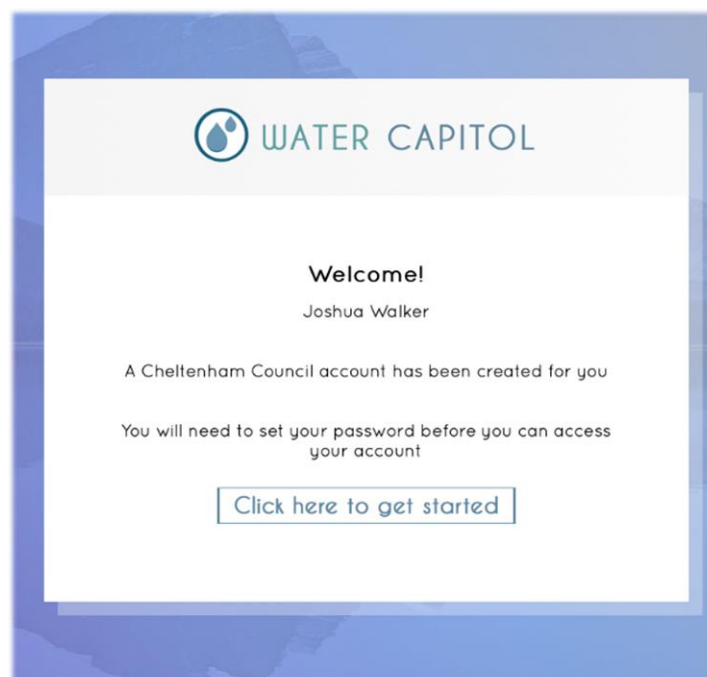 WATER CAPITOL
Welcome!
Joshua Walker
A Cheltenham Council account has been created for you
You will need to set your password before you can access
your account
Click here to get started